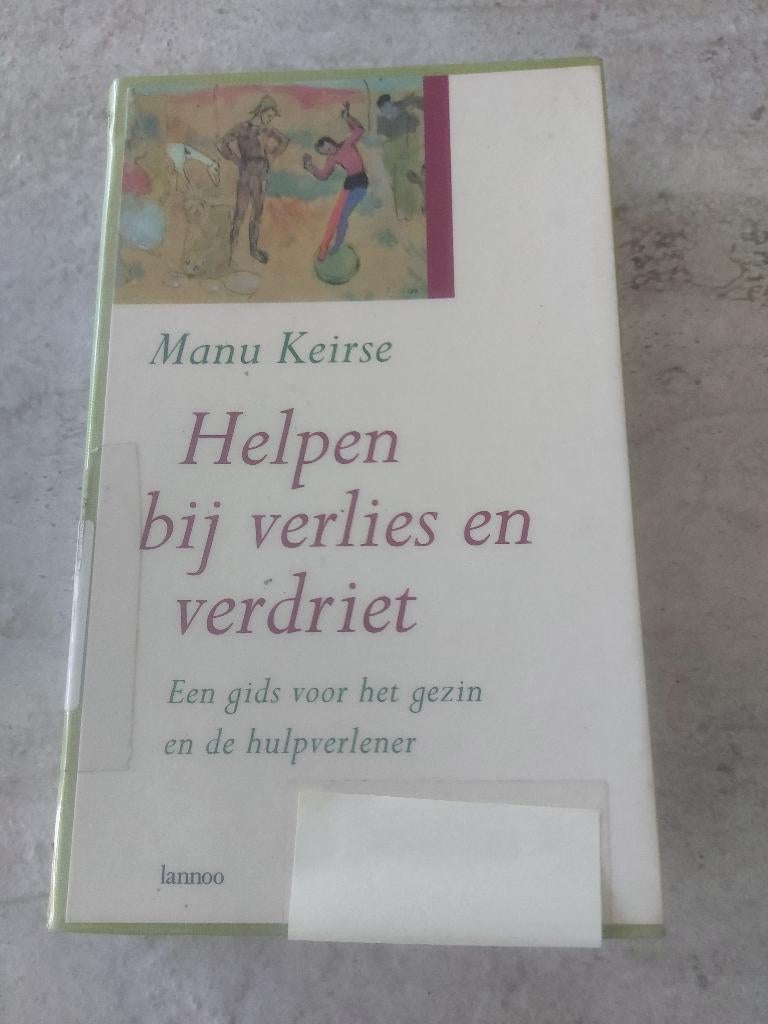 Manu Keirse
Helpen
bij verlies en
verdriet
Een gids voor het gezin
en de hulpverlener
lannoo